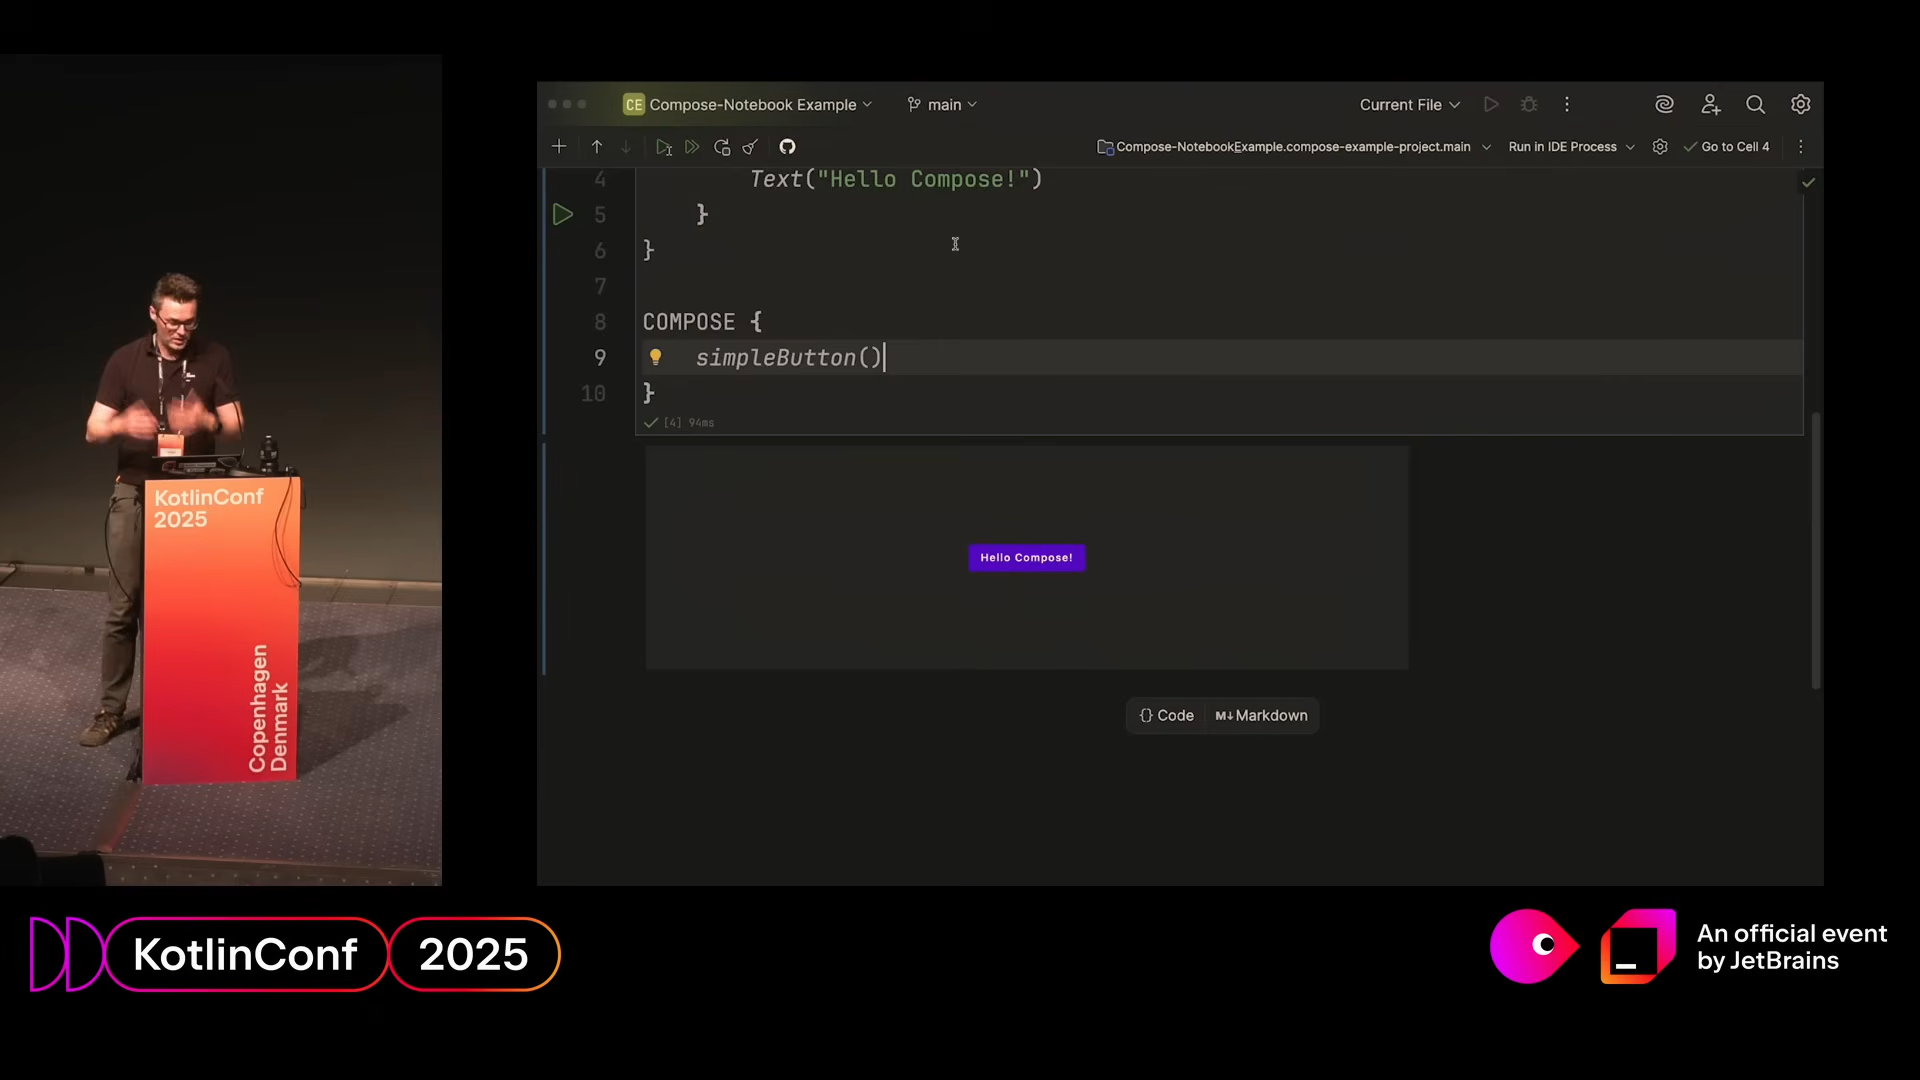 CE Compose-Notebook Example
main
Current File
Compose-NotebookExample.compose-example-project.main
Run in IDE Process
Go to Cell 4
4 Text("Hello Compose!")
5 }
6 }
7
8 COMPOSE {
9 simpleButton()
10 }
[4] 94ms
Hello Compose!
{} Code
M↓ Markdown
KotlinConf
2025
Copenhagen
Denmark
KotlinConf 2025
An official event
by JetBrains